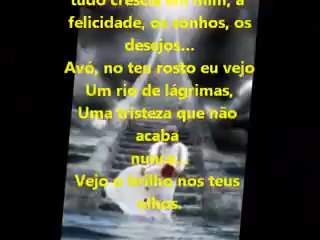 tudo crescia em mim, a
felicidade, os sonhos, os
desejos...
Avó, no teu rosto eu vejo
Um rio de lágrimas,
Uma tristeza que não
acaba
nunca...
Vejo o brilho nos teus
olhos.